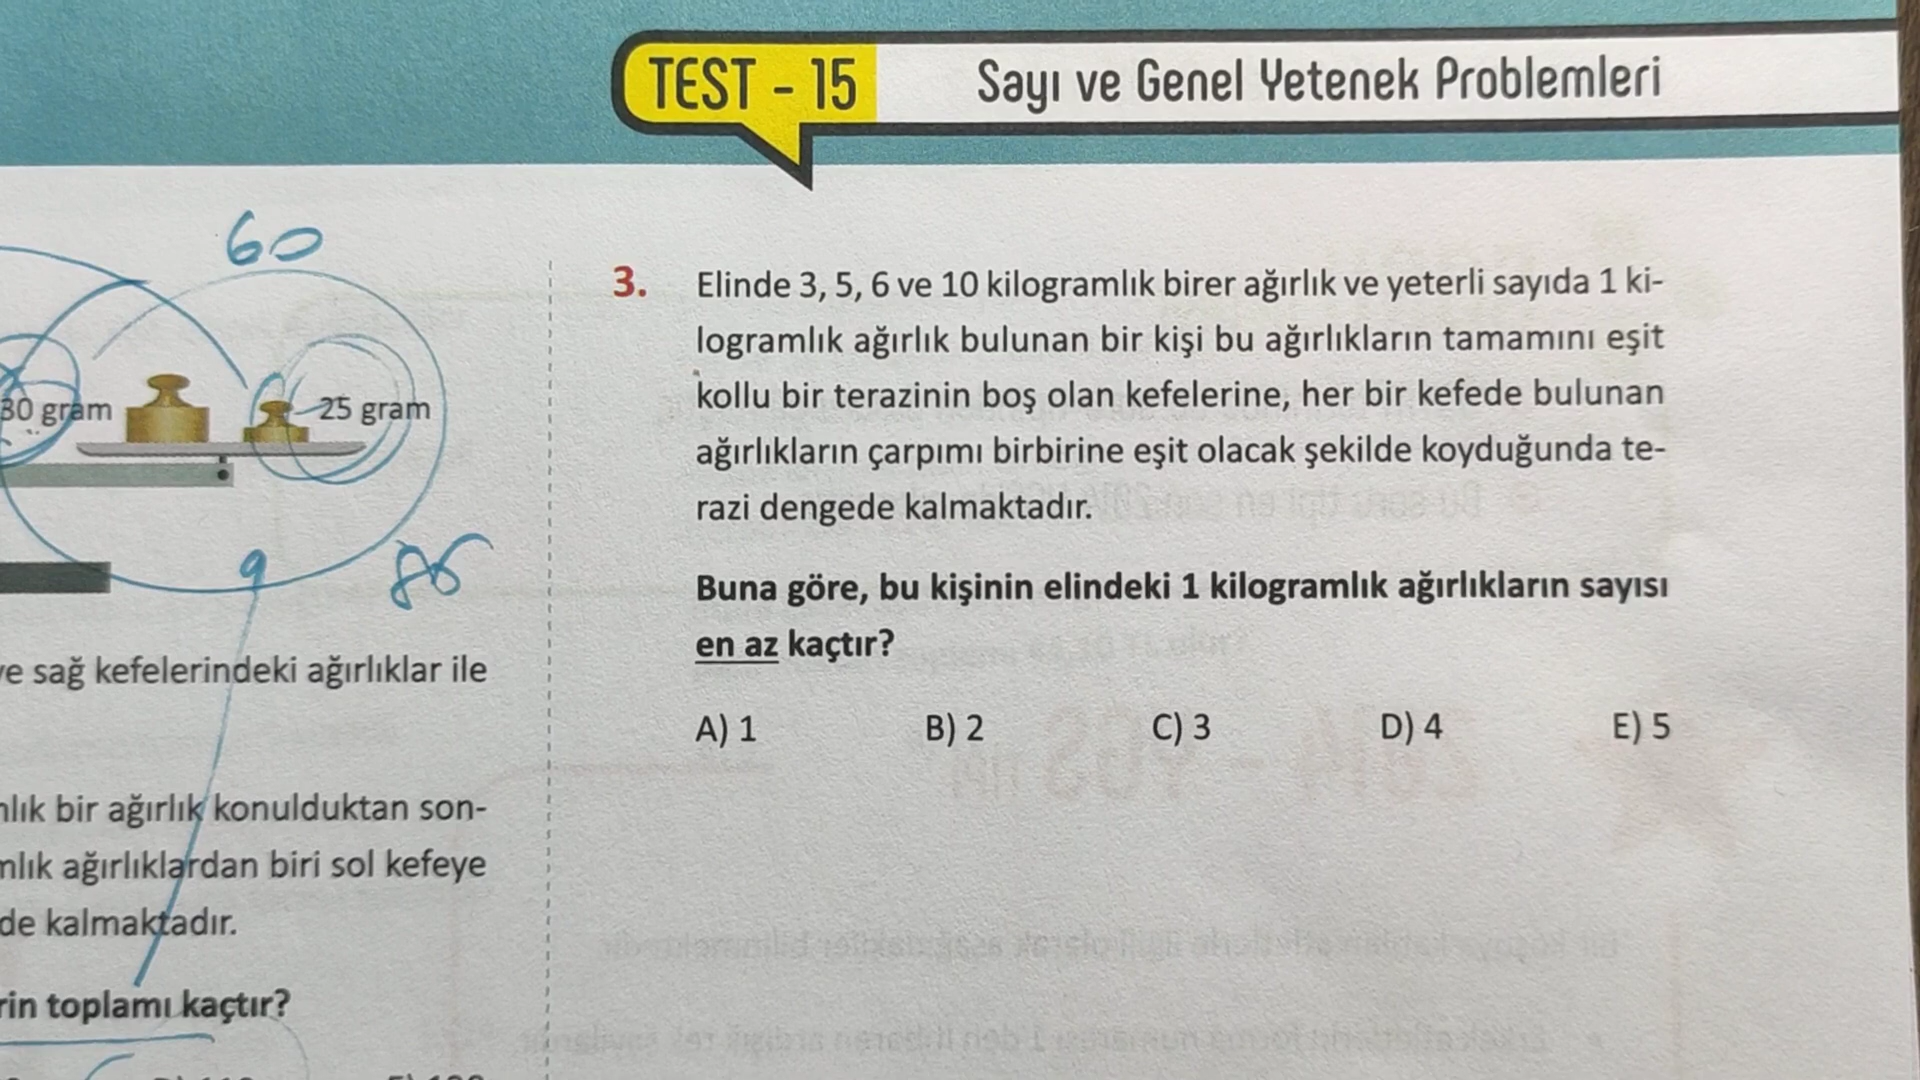 TEST - 15
Sayı ve Genel Yetenek Problemleri
60
30 gram
25 gram
9
86
ve sağ kefelerindeki ağırlıklar ile
mlık bir ağırlık konulduktan son-
mlık ağırlıklardan biri sol kefeye
de kalmaktadır.
rin toplamı kaçtır?
3. Elinde 3, 5, 6 ve 10 kilogramlık birer ağırlık ve yeterli sayıda 1 ki-
logramlık ağırlık bulunan bir kişi bu ağırlıkların tamamını eşit
kollu bir terazinin boş olan kefelerine, her bir kefede bulunan
ağırlıkların çarpımı birbirine eşit olacak şekilde koyduğunda te-
razi dengede kalmaktadır.
Buna göre, bu kişinin elindeki 1 kilogramlık ağırlıkların sayısı
en az kaçtır?
A) 1 B) 2 C) 3 D) 4 E) 5